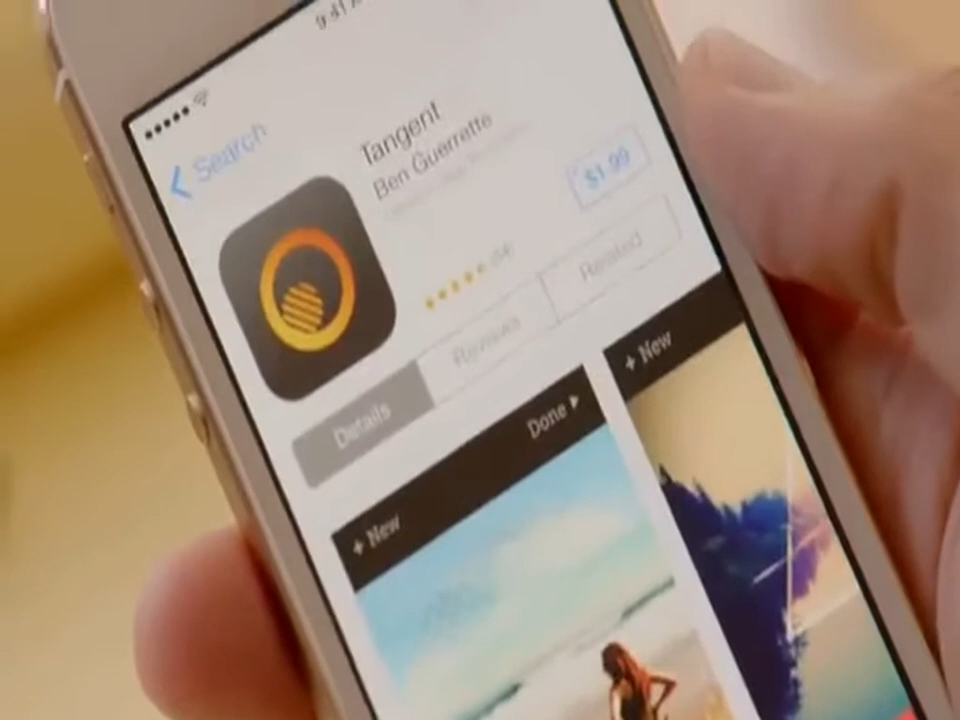 Search
Tangent
Ben Guerrette
$1.99
Details
Reviews
Related
+ New
Done
+ New